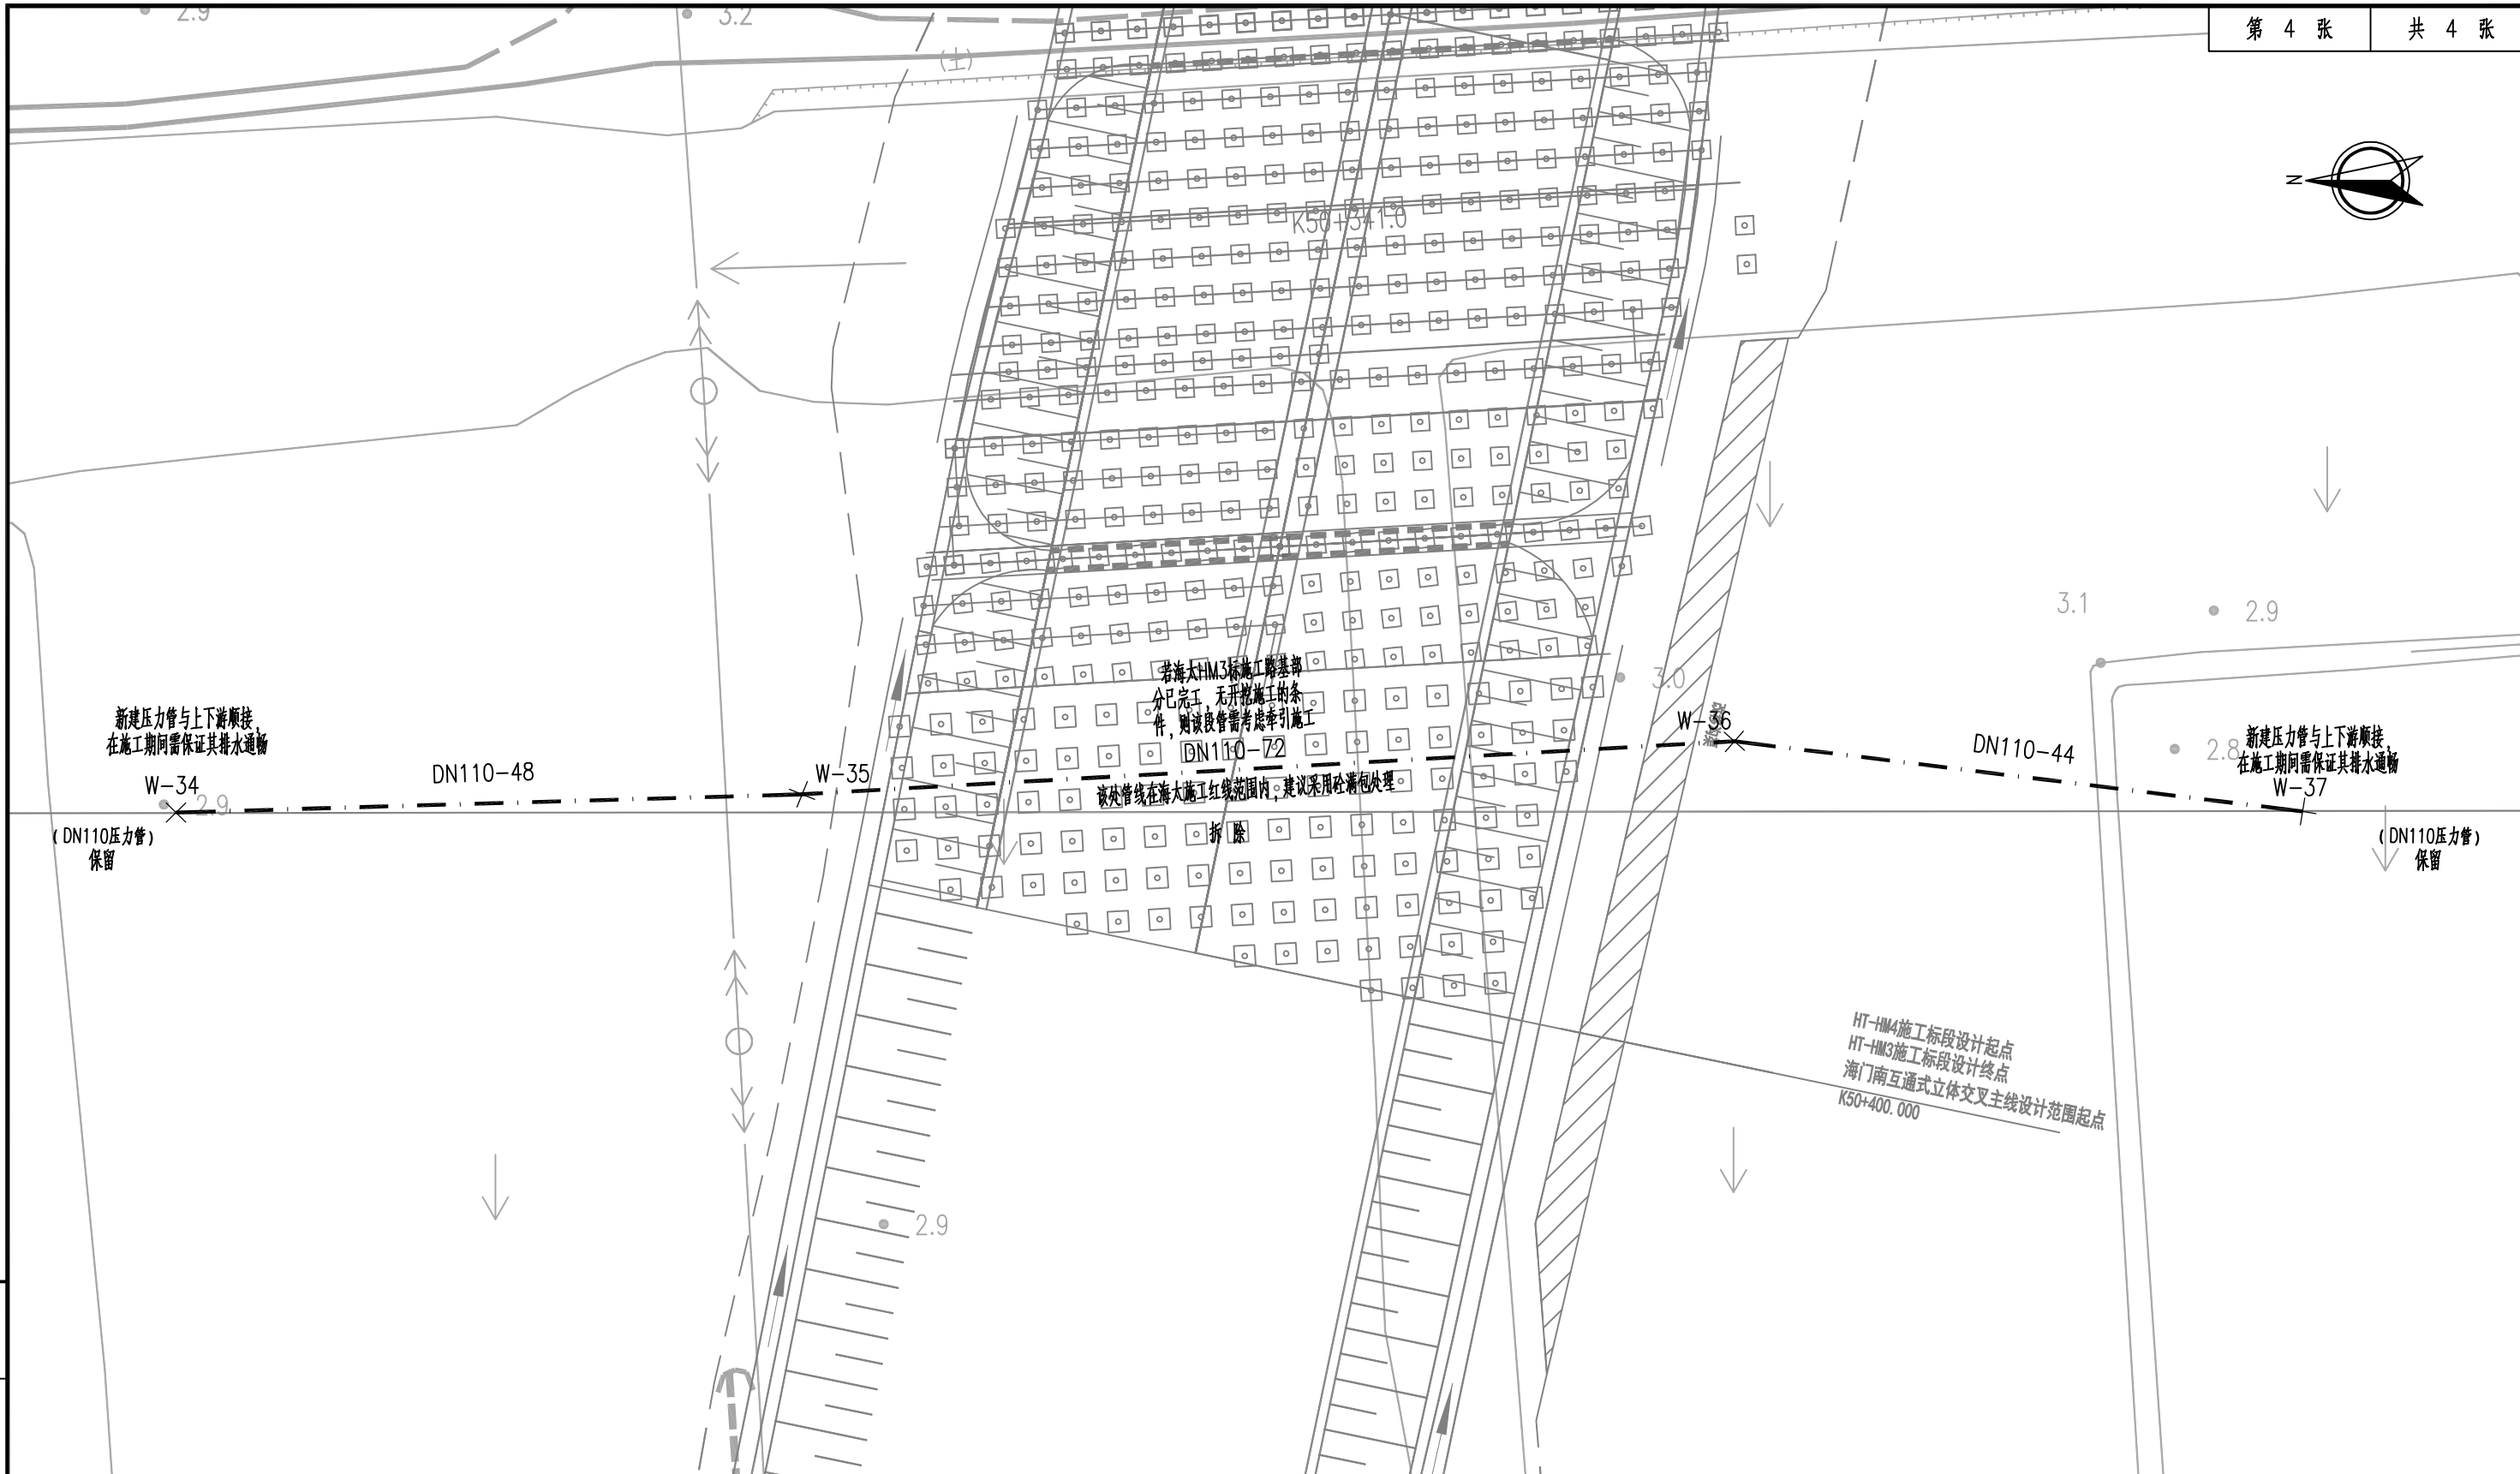 2.9
3.2
(土)
第 4 张
共 4 张
N
K50+341.0
3.1
2.9
3.0
若海大HM3标施工路基部
分已完工，无开挖施工的条
件，则该段管需考虑牵引施工
新建压力管与上下游顺接，
在施工期间需保证其排水通畅
W-34
DN110-48
W-35
DN110-72
W-36
DN110-44
2.8
新建压力管与上下游顺接，
在施工期间需保证其排水通畅
W-37
2.9
该处管线在海大施工红线范围内，建议采用砼满包处理
拆 除
(DN110压力管)
保留
(DN110压力管)
保留
HT-HM4施工标段设计起点
HT-HM3施工标段设计终点
海门南互通式立体交叉主线设计范围起点
K50+400.000
2.9